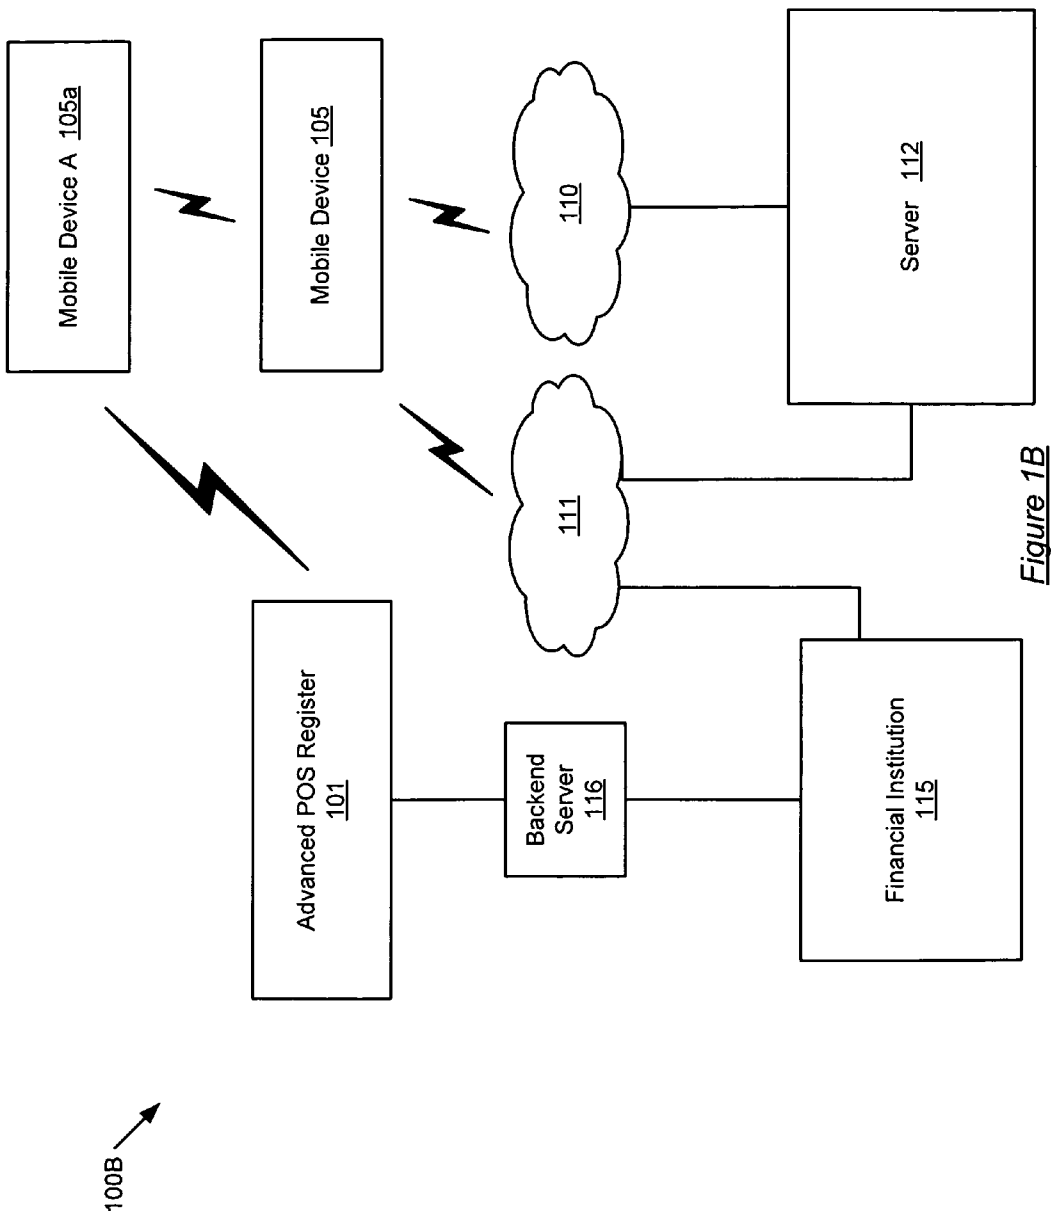 100B
Advanced POS Register
101
Mobile Device A 105a
Mobile Device 105
Backend
Server
116
111
110
Financial Institution
115
Server 112
Figure 1B